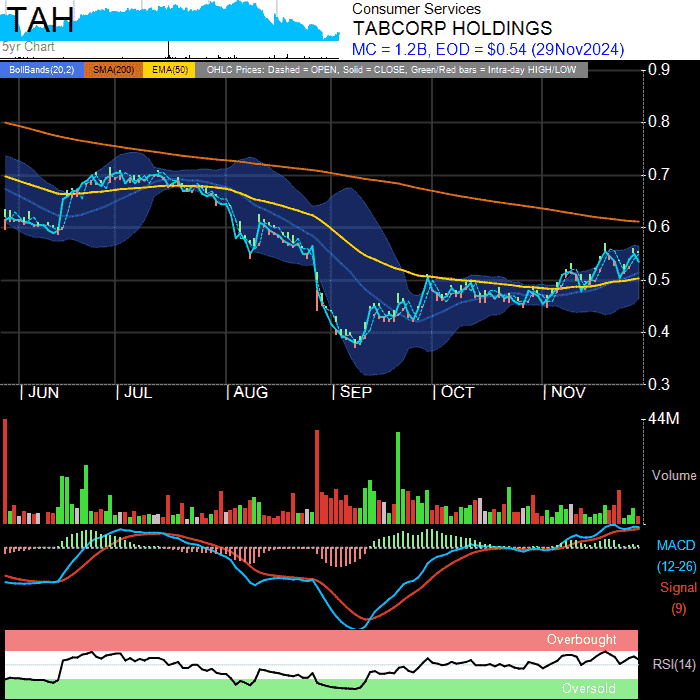 TAH
5yr Chart
Consumer Services
TABCORP HOLDINGS
MC = 1.2B, EOD = $0.54 (29Nov2024)
BollBands(20,2) SMA(200) EMA(50) OHLC Prices: Dashed = OPEN, Solid = CLOSE, Green/Red bars = Intra-day HIGH/LOW
0.9
0.8
0.7
0.6
0.5
0.4
0.3
| JUN | JUL | AUG | SEP | OCT | NOV
44M
Volume
MACD
(12-26)
Signal
(9)
Overbought
RSI(14)
Oversold